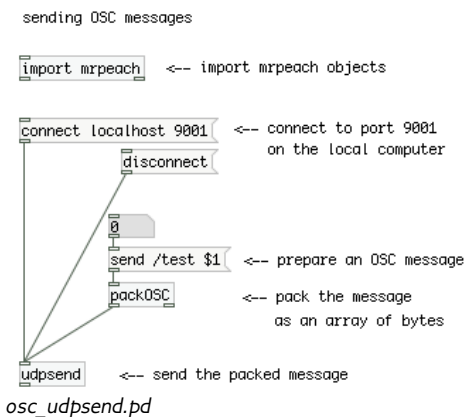 sending OSC messages
import mrpeach <-- import mrpeach objects
connect localhost 9001 <-- connect to port 9001
on the local computer
disconnect
0
send /test $1 <-- prepare an OSC message
packOSC <-- pack the message
as an array of bytes
udpsend <-- send the packed message
osc_udpsend.pd